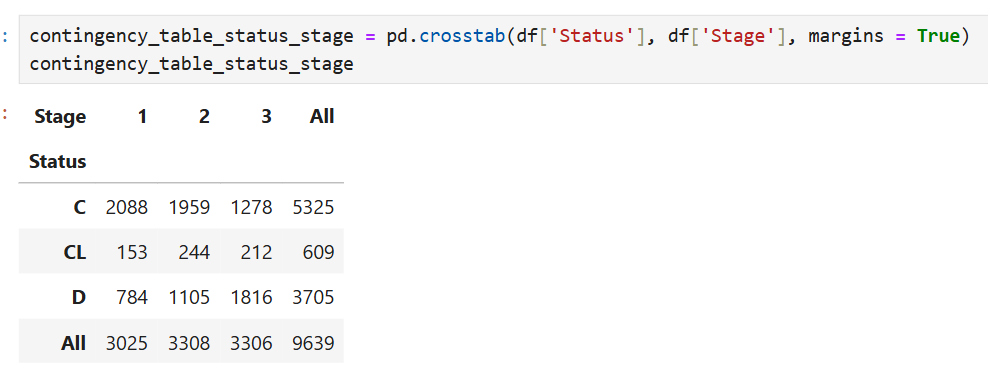 : contingency_table_status_stage = pd.crosstab(df['Status'], df['Stage'], margins = True)
contingency_table_status_stage
: Stage 1 2 3 All
Status
C 2088 1959 1278 5325
CL 153 244 212 609
D 784 1105 1816 3705
All 3025 3308 3306 9639